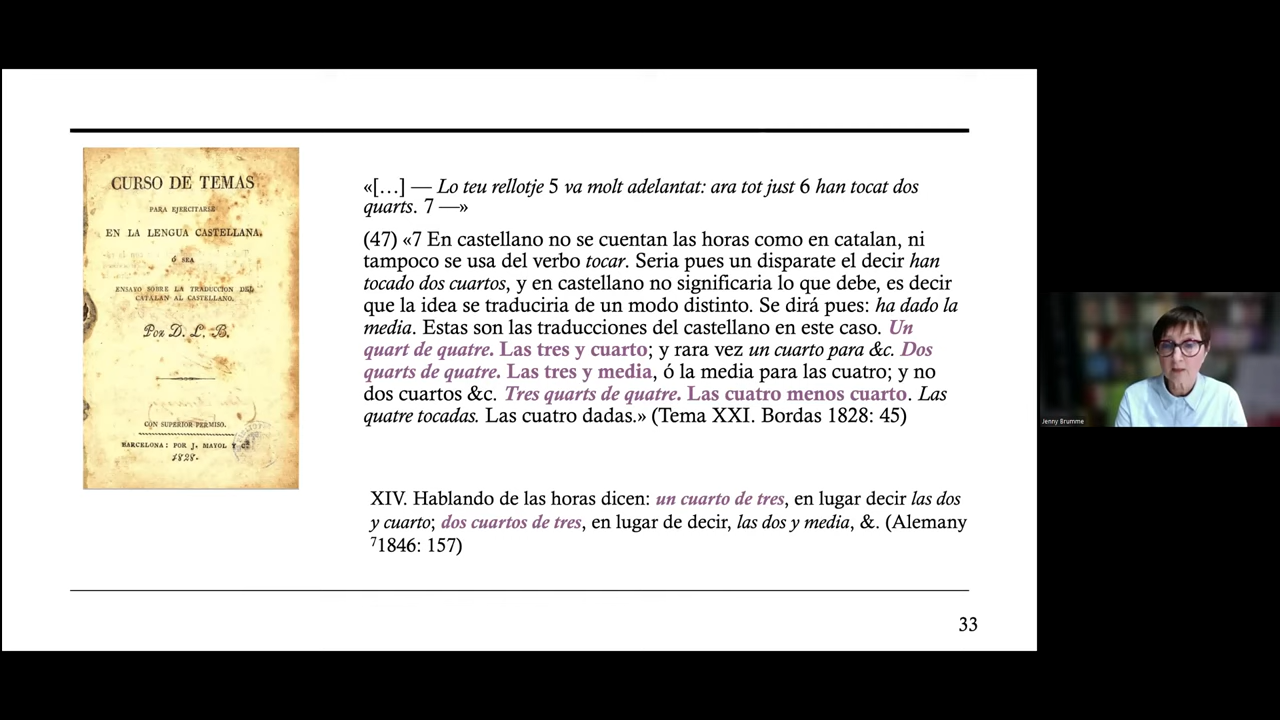 CURSO DE TEMAS
PARA EJERCITARSE
EN LA LENGUA CASTELLANA,
ó SEA
ENSAYO SOBRE LA TRADUCCION DEL
CATALAN AL CASTELLANO.
Por D. L. B.
CON SUPERIOR PERMISO.
BARCELONA: POR J. MAYOL Y Cª
1828.
«[…] — Lo teu rellotje 5 va molt adelantat: ara tot just 6 han tocat dos
quarts. 7 —»
(47) «7 En castellano no se cuentan las horas como en catalan, ni
tampoco se usa del verbo tocar. Seria pues un disparate el decir han
tocado dos cuartos, y en castellano no significaria lo que debe, es decir
que la idea se traduciria de un modo distinto. Se dirá pues: ha dado la
media. Estas son las traducciones del castellano en este caso. Un
quart de quatre. Las tres y cuarto; y rara vez un cuarto para &c. Dos
quarts de quatre. Las tres y media, ó la media para las cuatro; y no
dos cuartos &c. Tres quarts de quatre. Las cuatro menos cuarto. Las
quatre tocadas. Las cuatro dadas.» (Tema XXI. Bordas 1828: 45)
XIV. Hablando de las horas dicen: un cuarto de tres, en lugar decir las dos
y cuarto; dos cuartos de tres, en lugar de decir, las dos y media, &. (Alemany
⁷1846: 157)
33
Jenny Brumme